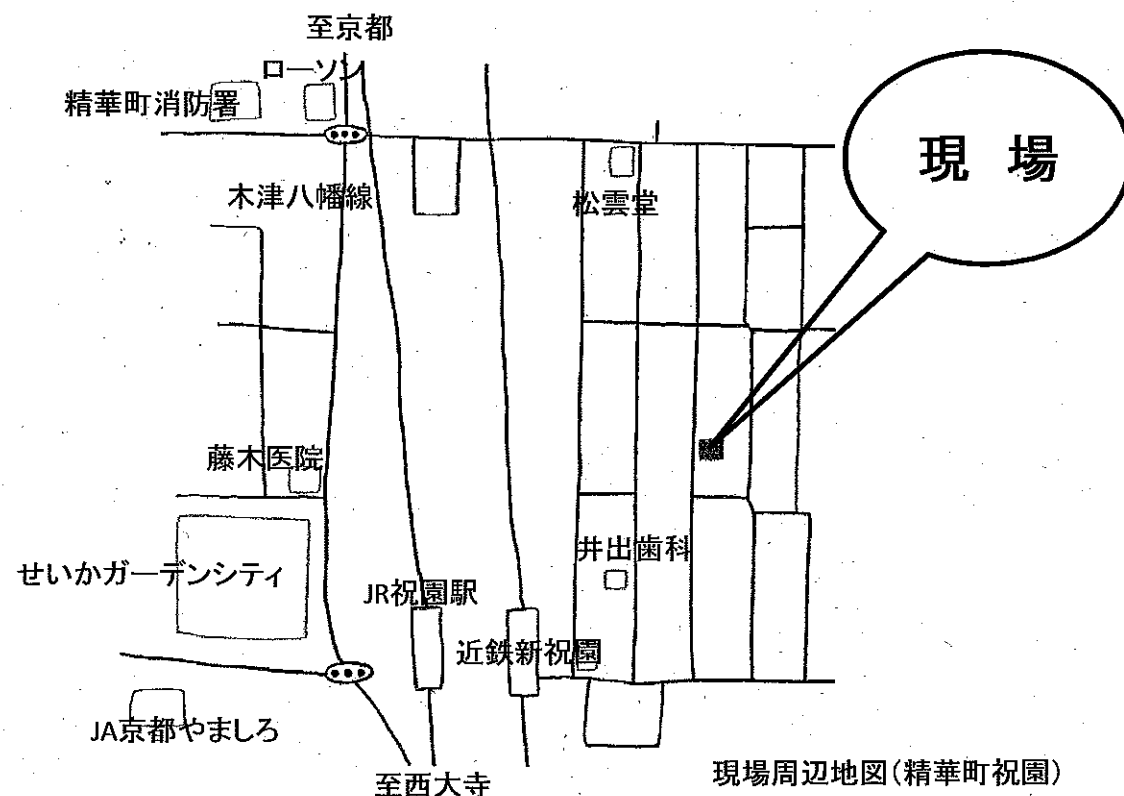 至京都
ローソン
精華町消防署
現 場
木津八幡線
松雲堂
藤木医院
井出歯科
せいかガーデンシティ
JR祝園駅
近鉄新祝園
JA京都やましろ
至西大寺
現場周辺地図(精華町祝園)